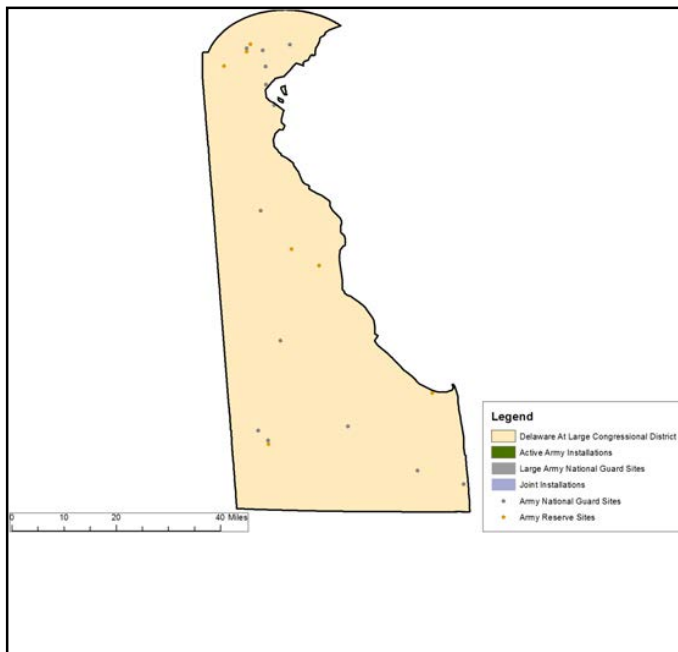 Legend
Delaware At Large Congressional District
Active Army Installations
Large Army National Guard Sites
Joint Installations
Army National Guard Sites
Army Reserve Sites
0 10 20 40 Miles